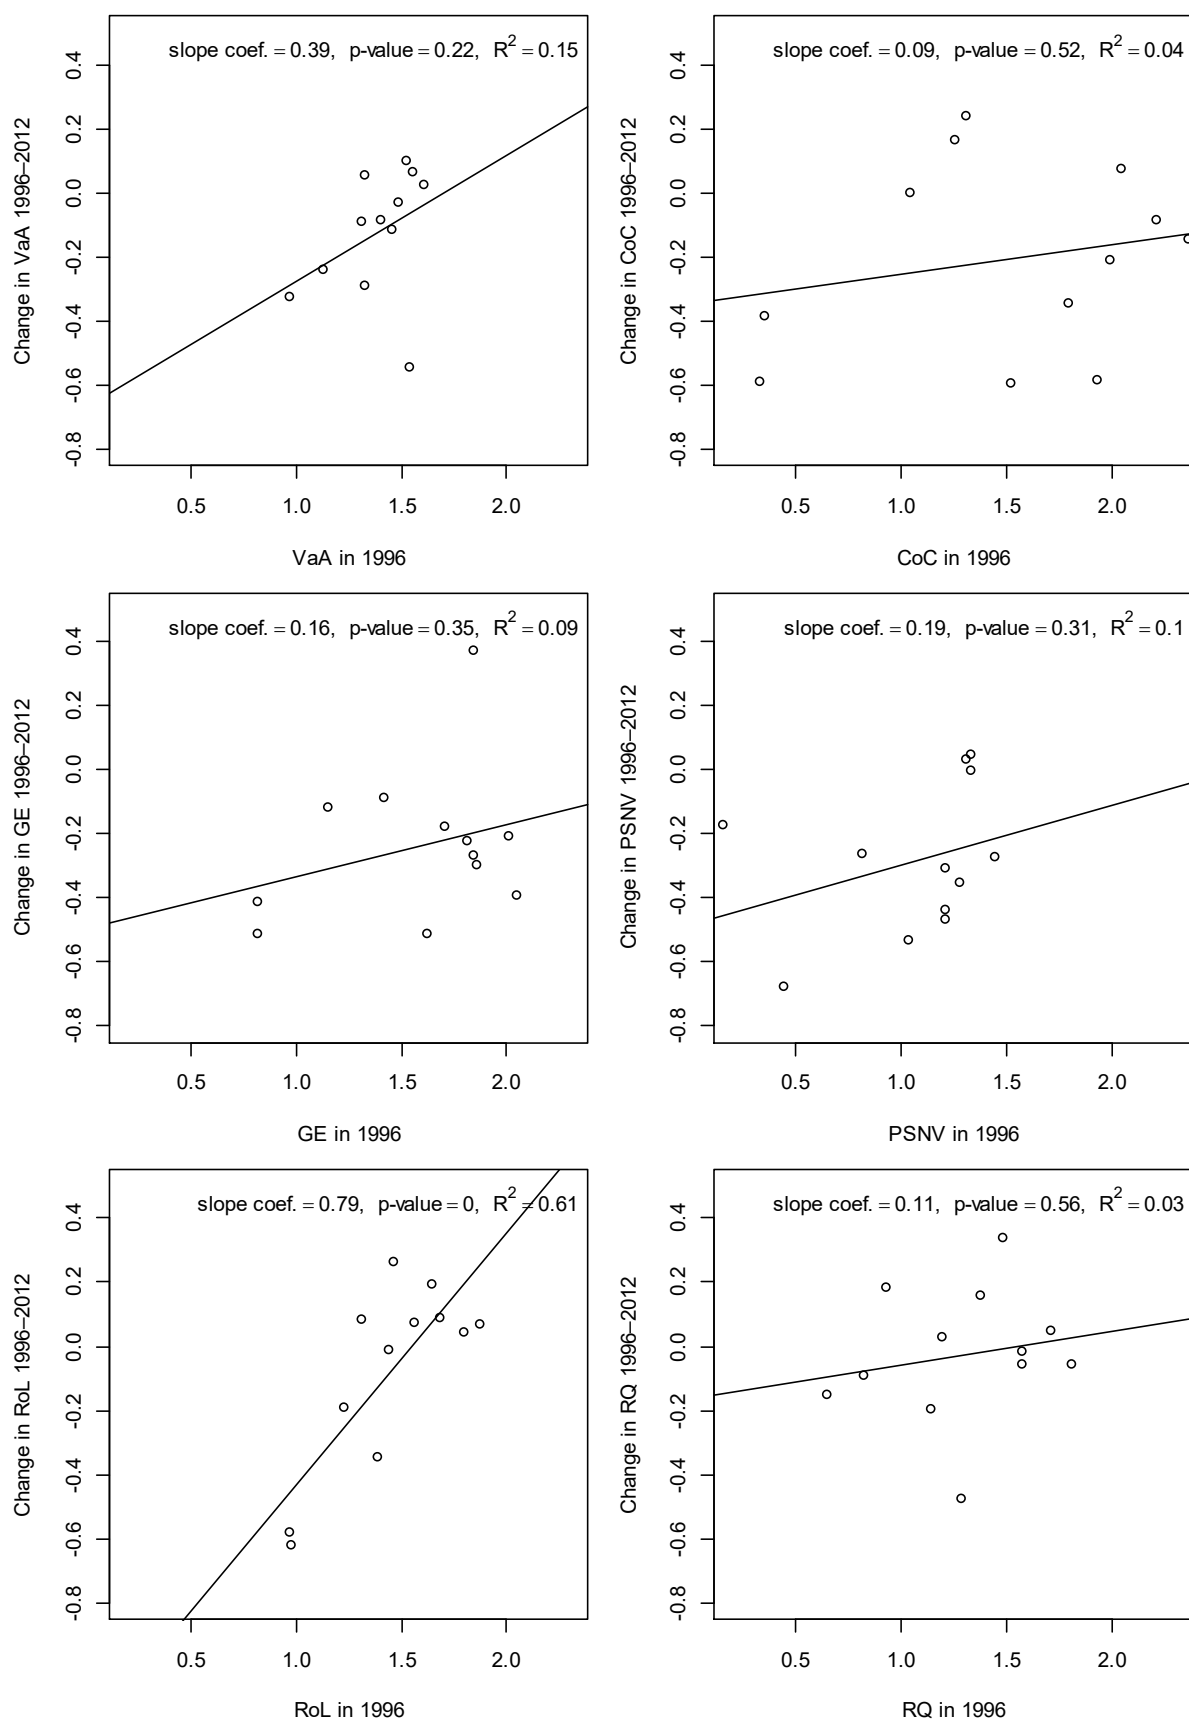 slope coef. = 0.39, p-value = 0.22, R² = 0.15
Change in VaA 1996–2012
0.4
0.2
0.0
-0.2
-0.4
-0.6
-0.8
0.5 1.0 1.5 2.0
VaA in 1996
slope coef. = 0.09, p-value = 0.52, R² = 0.04
Change in CoC 1996–2012
0.4
0.2
0.0
-0.2
-0.4
-0.6
-0.8
0.5 1.0 1.5 2.0
CoC in 1996
slope coef. = 0.16, p-value = 0.35, R² = 0.09
Change in GE 1996–2012
0.4
0.2
0.0
-0.2
-0.4
-0.6
-0.8
0.5 1.0 1.5 2.0
GE in 1996
slope coef. = 0.19, p-value = 0.31, R² = 0.1
Change in PSNV 1996–2012
0.4
0.2
0.0
-0.2
-0.4
-0.6
-0.8
0.5 1.0 1.5 2.0
PSNV in 1996
slope coef. = 0.79, p-value = 0, R² = 0.61
Change in RoL 1996–2012
0.4
0.2
0.0
-0.2
-0.4
-0.6
-0.8
0.5 1.0 1.5 2.0
RoL in 1996
slope coef. = 0.11, p-value = 0.56, R² = 0.03
Change in RQ 1996–2012
0.4
0.2
0.0
-0.2
-0.4
-0.6
-0.8
0.5 1.0 1.5 2.0
RQ in 1996